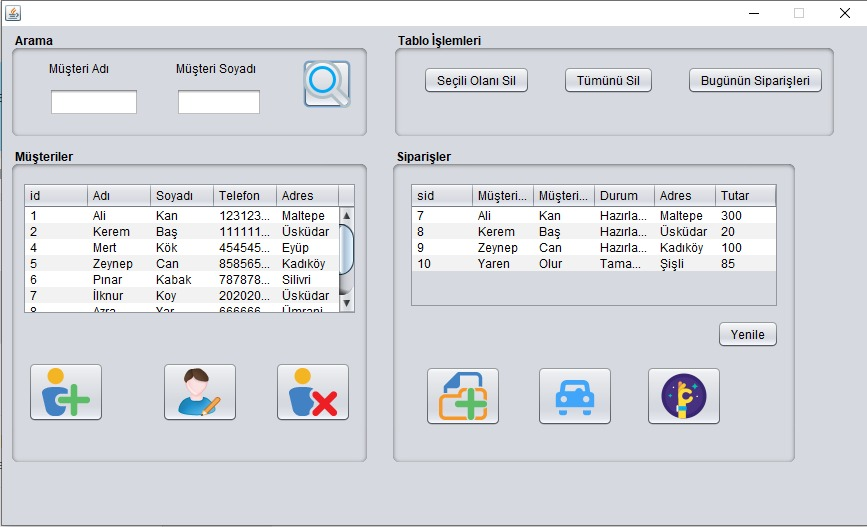 Arama
Müşteri Adı Müşteri Soyadı
Tablo İşlemleri
Seçili Olanı Sil Tümünü Sil Bugünün Siparişleri
Müşteriler
id Adı Soyadı Telefon Adres
1 Ali Kan 123123... Maltepe
2 Kerem Baş 111111... Üsküdar
4 Mert Kök 454545... Eyüp
5 Zeynep Can 858565... Kadıköy
6 Pınar Kabak 787878... Silivri
7 İlknur Koy 202020... Üsküdar
8 Azra Yar 666666... Ümrani...
Siparişler
sid Müşteri... Müşteri... Durum Adres Tutar
7 Ali Kan Hazırla... Maltepe 300
8 Kerem Baş Hazırla... Üsküdar 20
9 Zeynep Can Hazırla... Kadıköy 100
10 Yaren Olur Tama... Şişli 85
Yenile